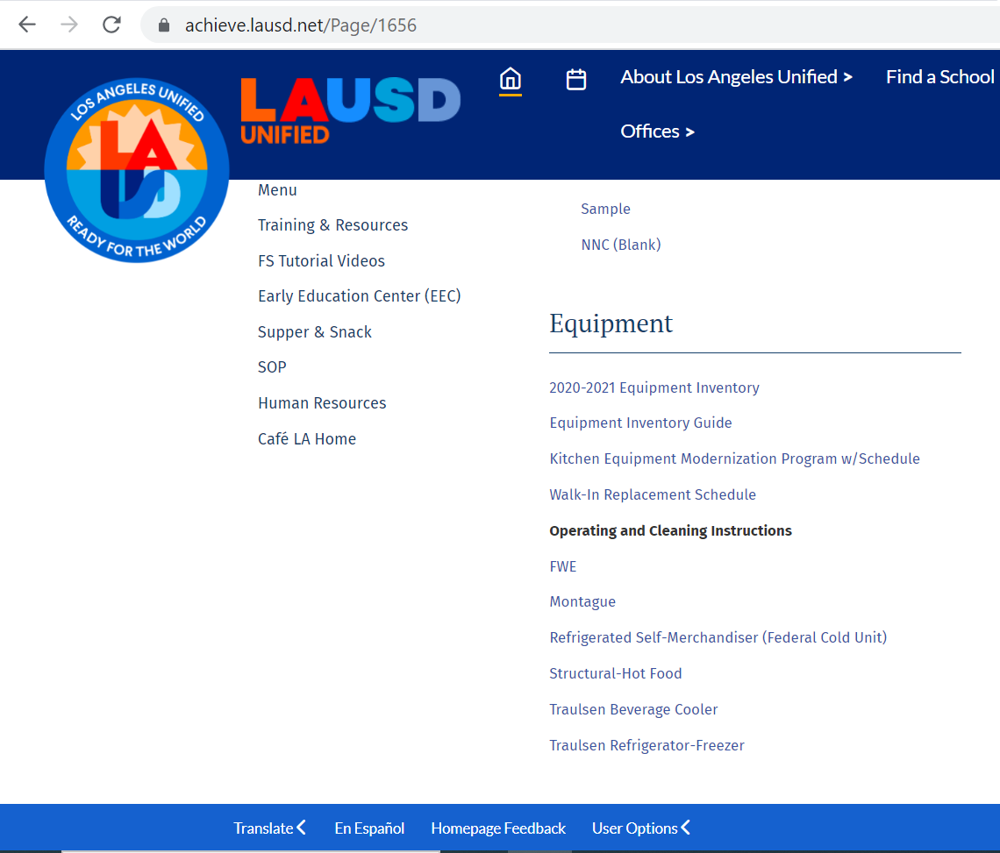 achieve.lausd.net/Page/1656
LOS ANGELES UNIFIED
LAUSD
READY FOR THE WORLD
LAUSD
UNIFIED
About Los Angeles Unified >
Find a School
Offices >
Menu
Training & Resources
FS Tutorial Videos
Early Education Center (EEC)
Supper & Snack
SOP
Human Resources
Café LA Home
Sample
NNC (Blank)
Equipment
2020-2021 Equipment Inventory
Equipment Inventory Guide
Kitchen Equipment Modernization Program w/Schedule
Walk-In Replacement Schedule
Operating and Cleaning Instructions
FWE
Montague
Refrigerated Self-Merchandiser (Federal Cold Unit)
Structural-Hot Food
Traulsen Beverage Cooler
Traulsen Refrigerator-Freezer
Translate
En Español
Homepage Feedback
User Options